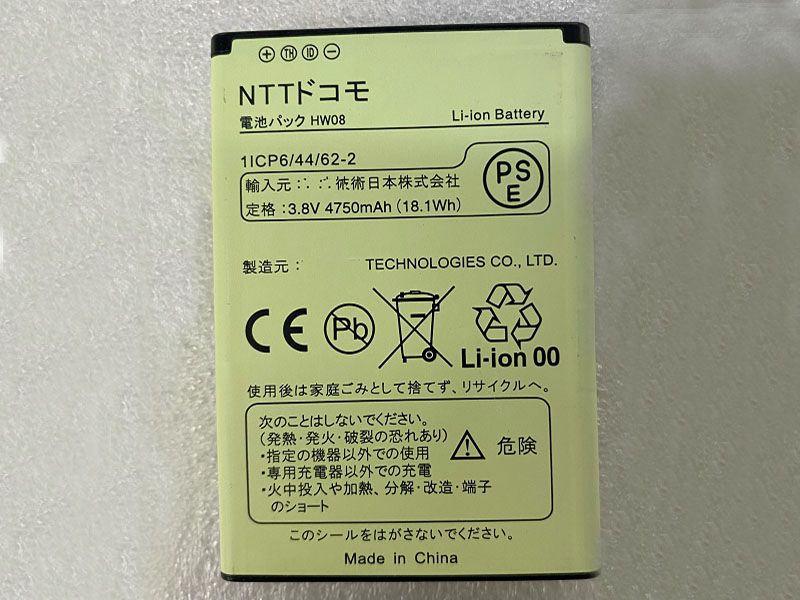 + TH ID −
NTTドコモ
電池パック HW08 Li-ion Battery
1ICP6/44/62-2
輸入元: 術日本株式会社
定格:3.8V 4750mAh (18.1Wh)
PS
E
製造元: TECHNOLOGIES CO., LTD.
CE Pb
Li-ion 00
使用後は家庭ごみとして捨てず、リサイクルへ。
次のことはしないでください。
(発熱・発火・破裂の恐れあり)
・指定の機器以外での使用
・専用充電器以外での充電
・火中投入や加熱、分解・改造・端子
のショート
危険
このシールをはがさないでください。
Made in China